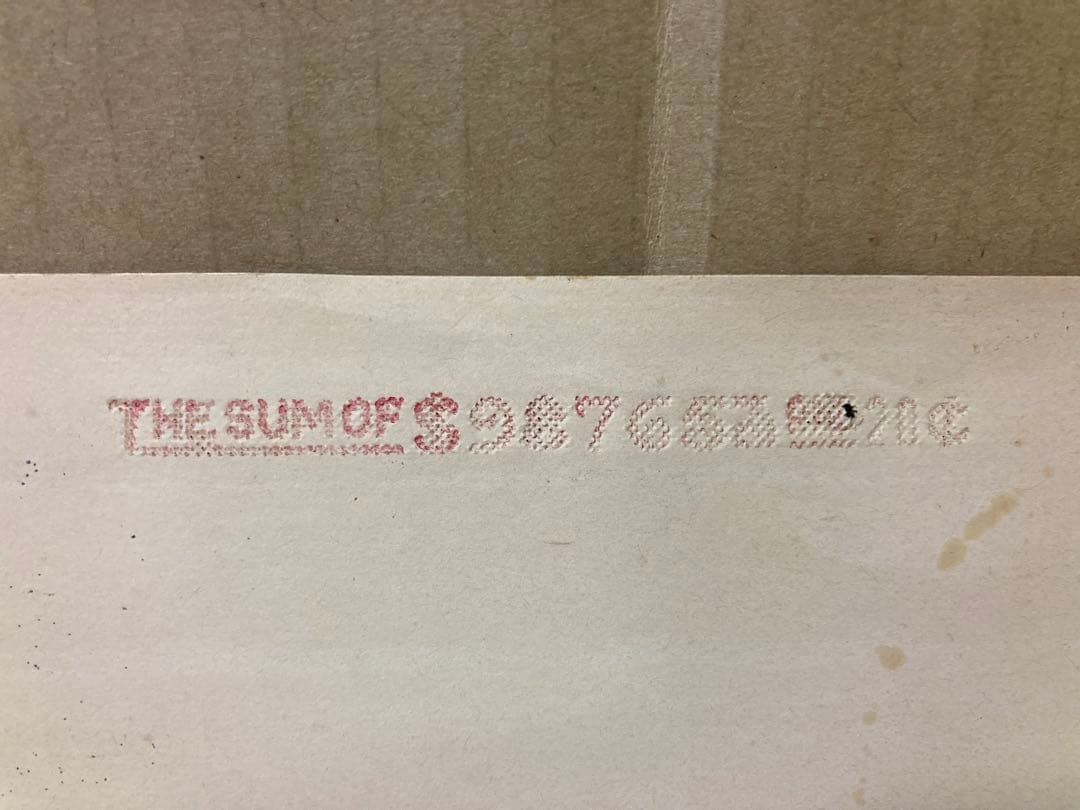 THE SUM OF $ 9876 21¢